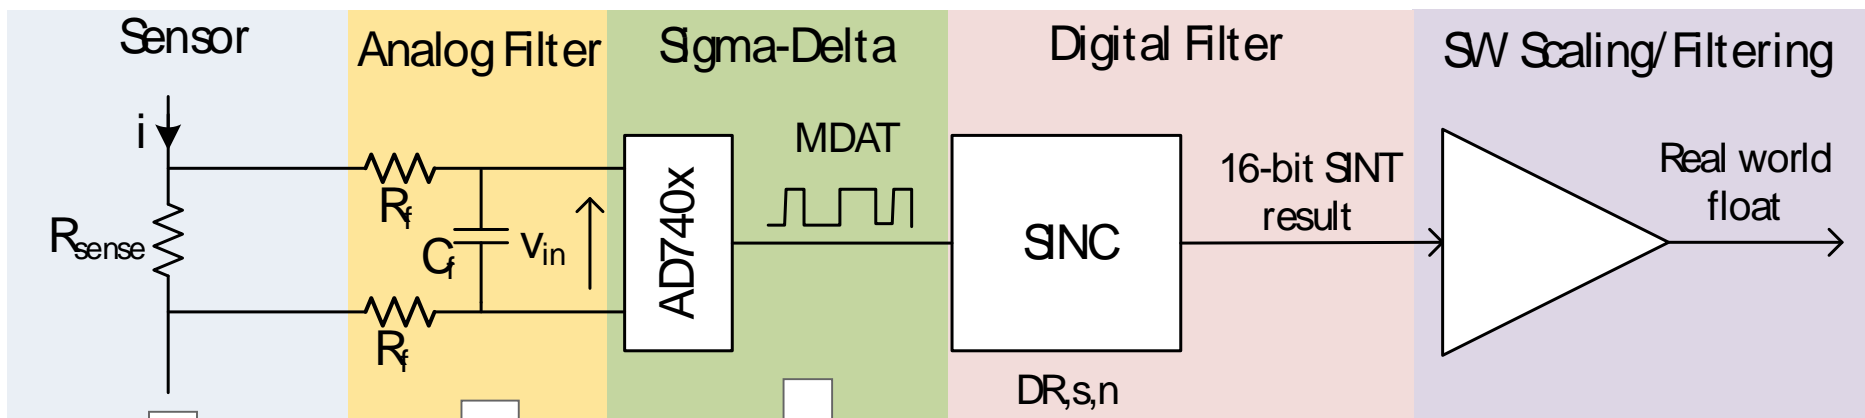 Sensor
Analog Filter
Sigma-Delta
Digital Filter
SW Scaling/Filtering
i
Rsense
Rf
Rf
Cf
vin
AD740x
MDAT
SINC
DR,s,n
16-bit SINT
result
Real world
float